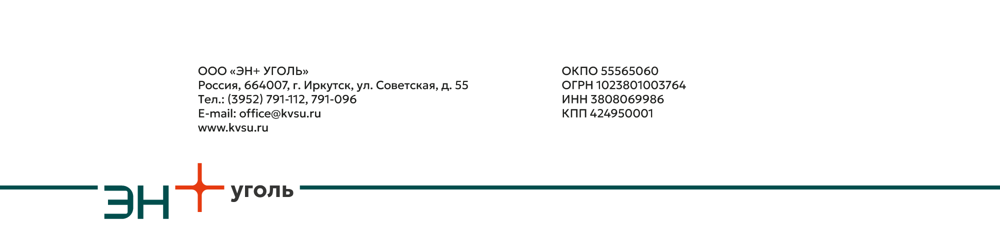 ООО «ЭН+ УГОЛЬ»
Россия, 664007, г. Иркутск, ул. Советская, д. 55
Тел.: (3952) 791-112, 791-096
E-mail: office@kvsu.ru
www.kvsu.ru
ОКПО 55565060
ОГРН 1023801003764
ИНН 3808069986
КПП 424950001
ЭН+ уголь